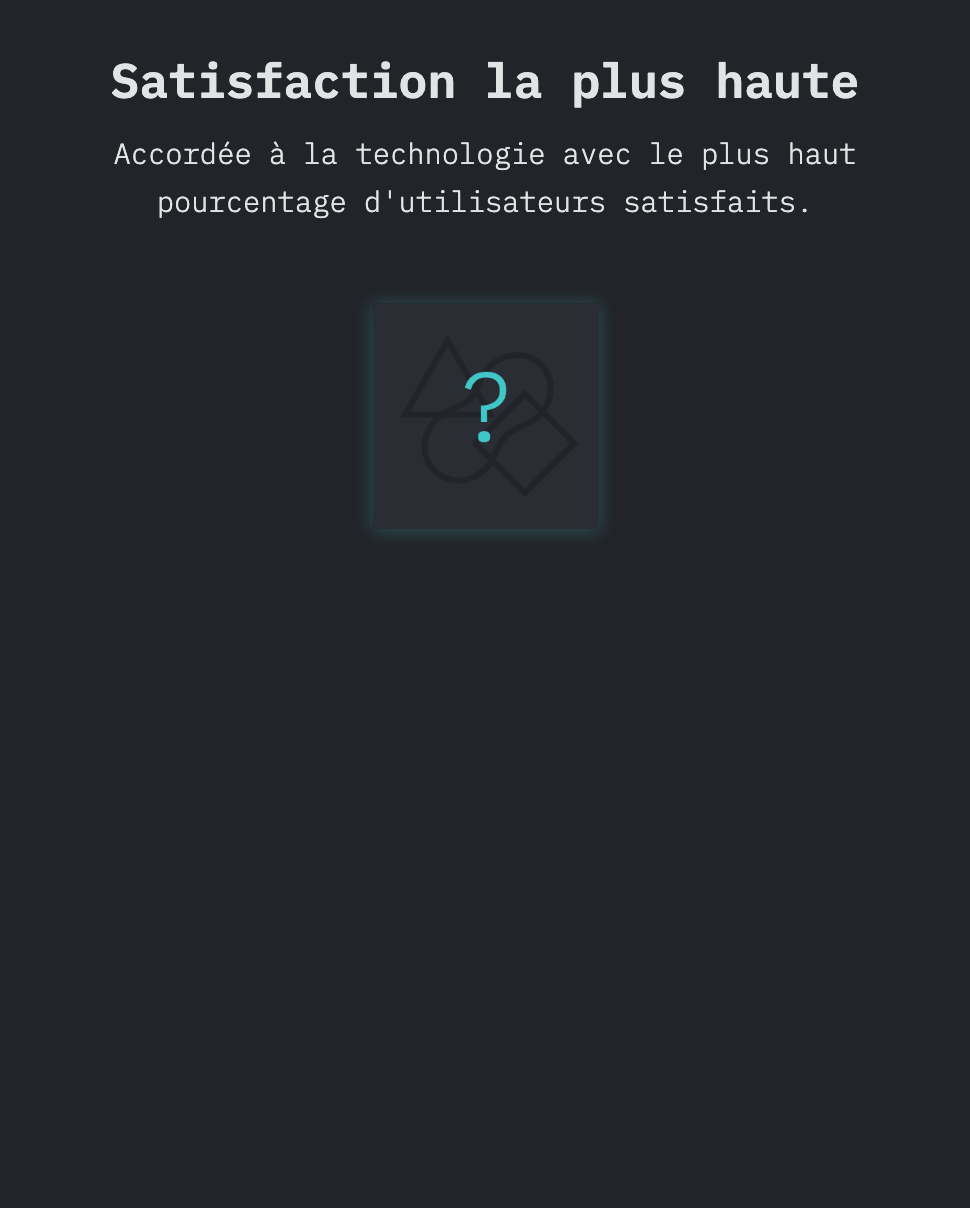 Satisfaction la plus haute
Accordée à la technologie avec le plus haut
pourcentage d'utilisateurs satisfaits.
?